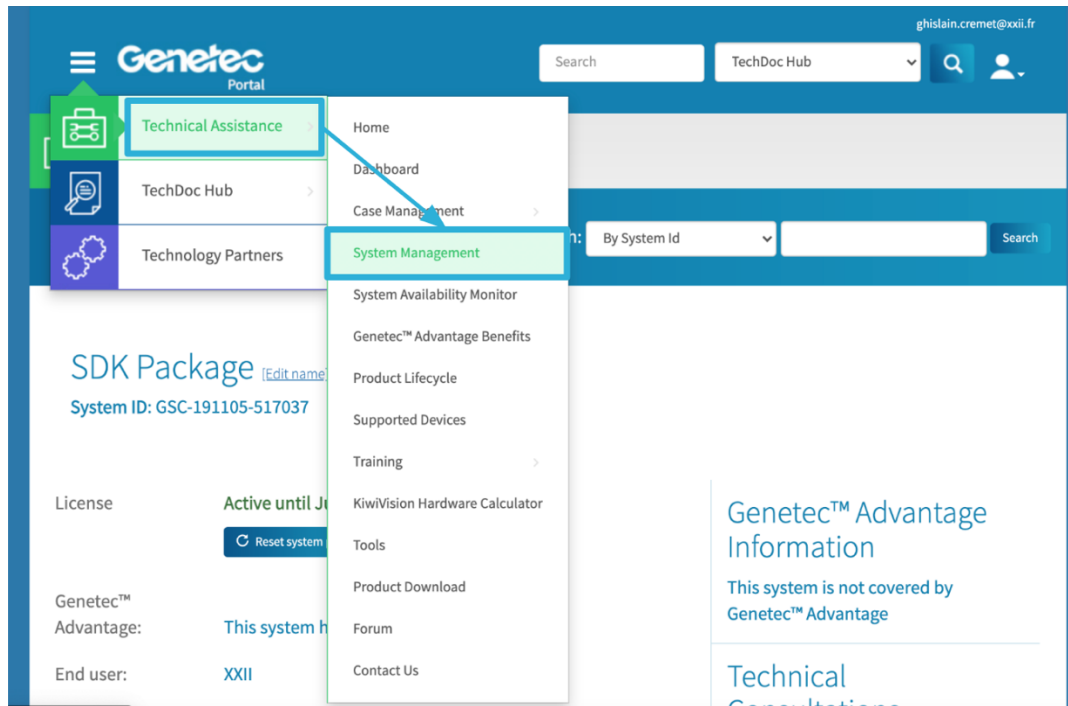 ghislain.cremet@xxii.fr
Genetec
Portal
Search
TechDoc Hub
Technical Assistance
TechDoc Hub
Technology Partners
Home
Dashboard
Case Management
System Management
System Availability Monitor
Genetec™ Advantage Benefits
Product Lifecycle
Supported Devices
Training
KiwiVision Hardware Calculator
Tools
Product Download
Forum
Contact Us
By System Id
Search
SDK Package [Edit name]
System ID: GSC-191105-517037
License
Active until
Reset system
Genetec™
Advantage:
This system
End user:
XXII
Genetec™ Advantage
Information
This system is not covered by
Genetec™ Advantage
Technical